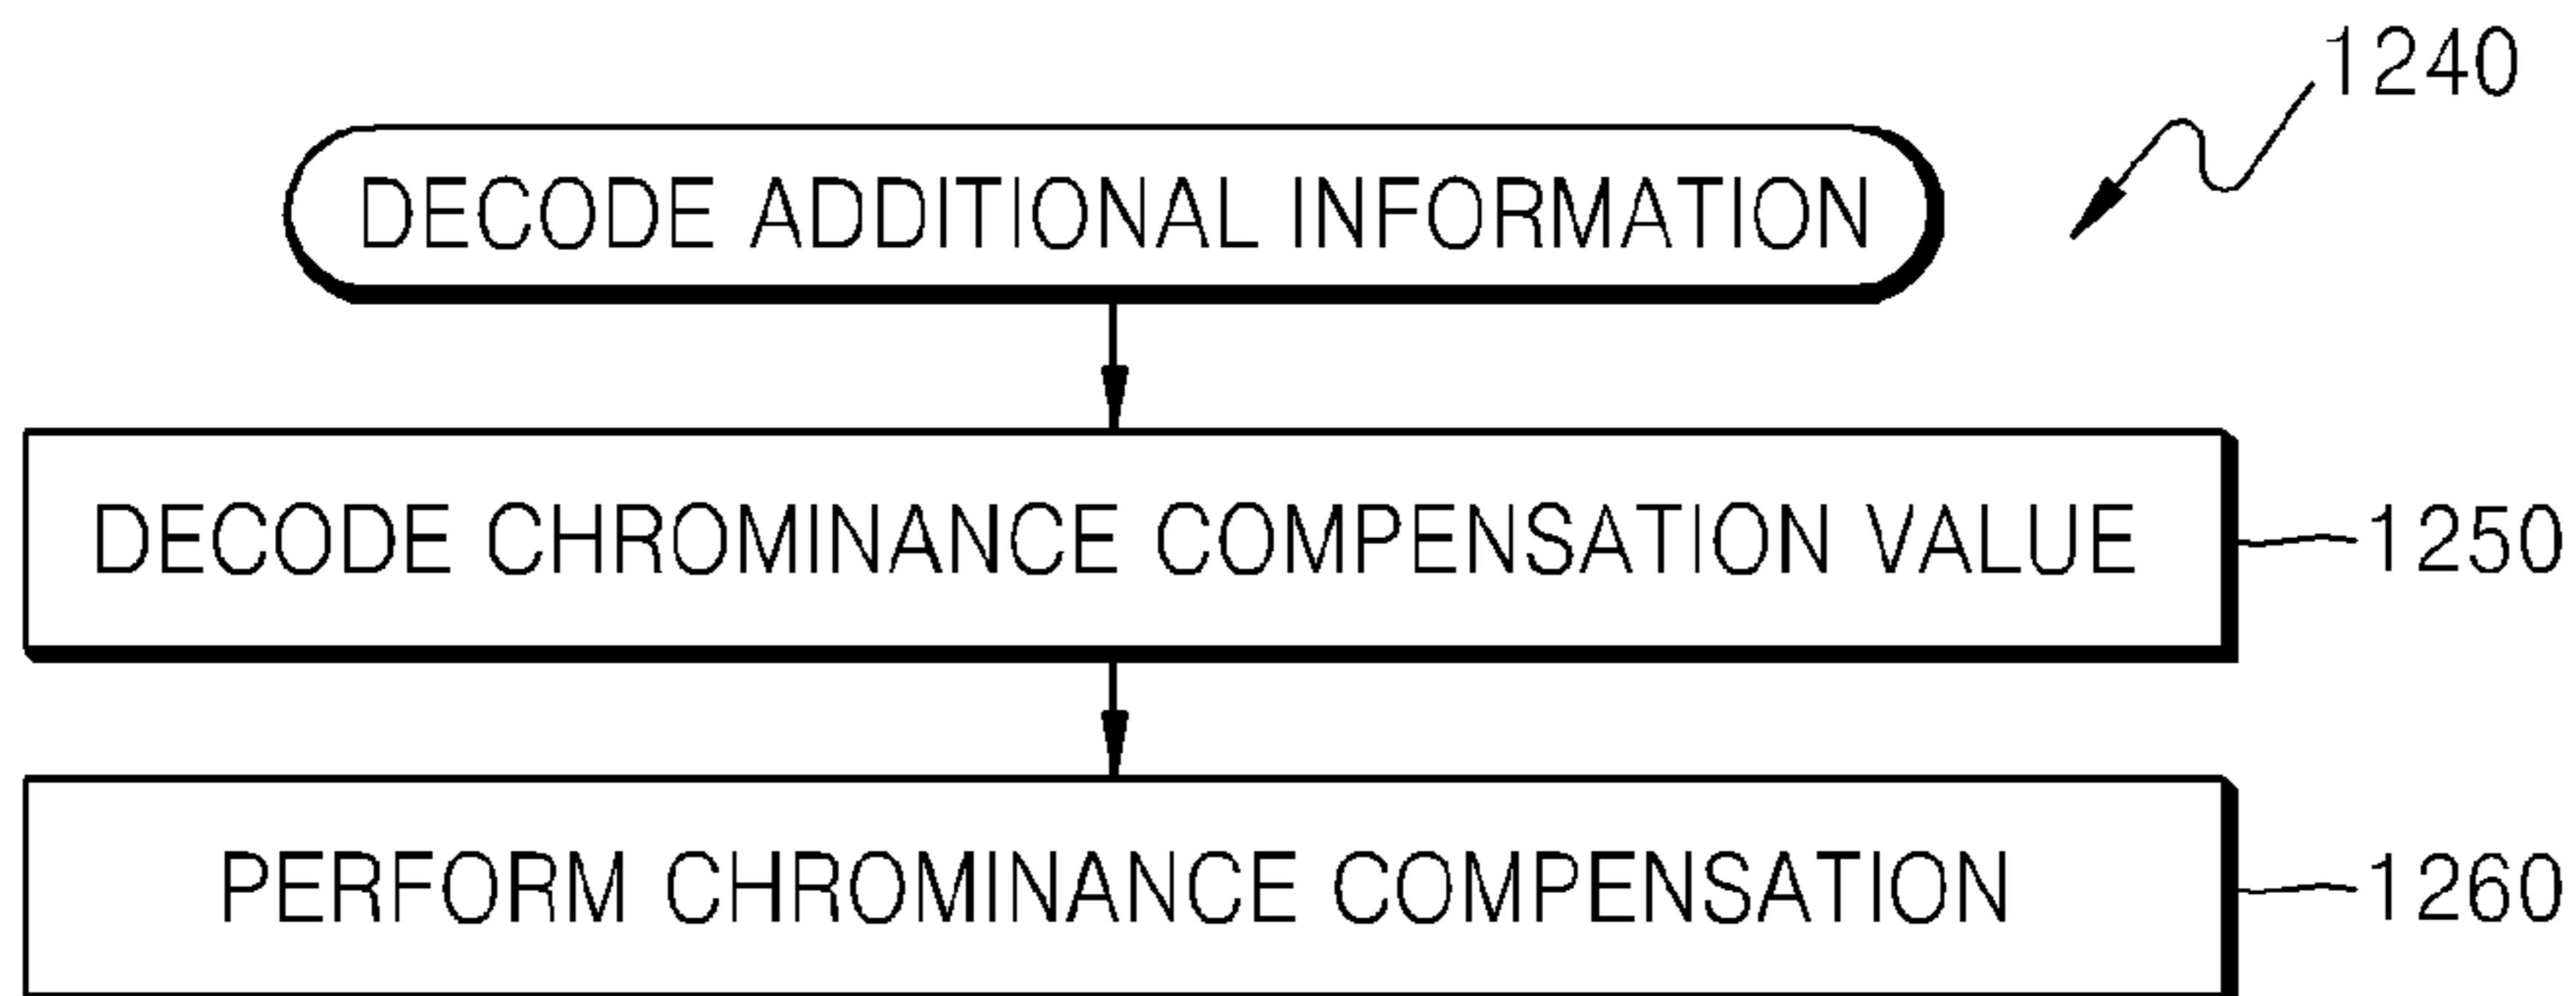 1240
DECODE ADDITIONAL INFORMATION
DECODE CHROMINANCE COMPENSATION VALUE
1250
PERFORM CHROMINANCE COMPENSATION
1260